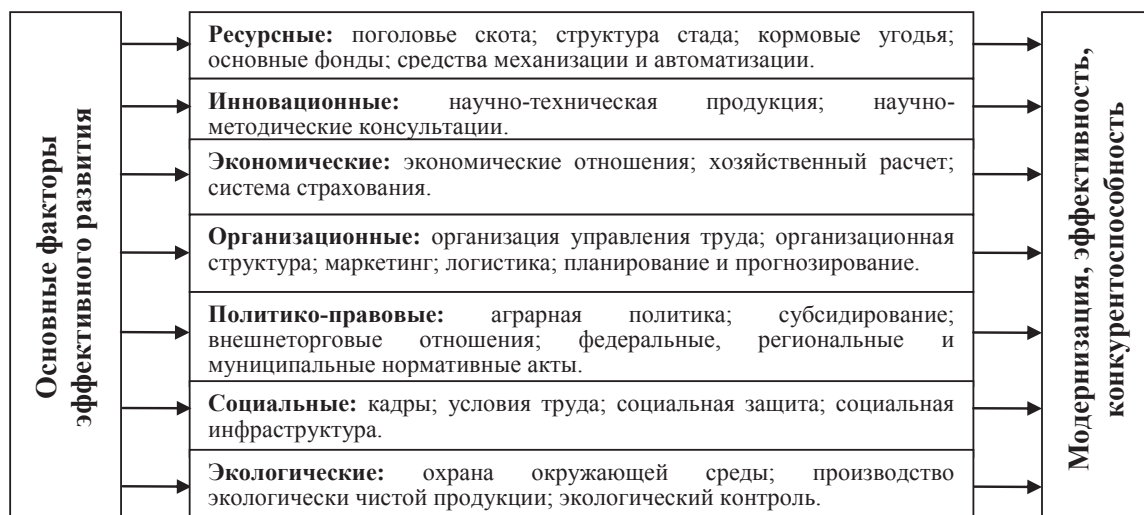 Основные факторы
эффективного развития
Ресурсные: поголовье скота; структура стада; кормовые угодья;
основные фонды; средства механизации и автоматизации.
Инновационные: научно-техническая продукция; научно-
методические консультации.
Экономические: экономические отношения; хозяйственный расчет;
система страхования.
Организационные: организация управления труда; организационная
структура; маркетинг; логистика; планирование и прогнозирование.
Политико-правовые: аграрная политика; субсидирование;
внешнеторговые отношения; федеральные, региональные и
муниципальные нормативные акты.
Социальные: кадры; условия труда; социальная защита; социальная
инфраструктура.
Экологические: охрана окружающей среды; производство
экологически чистой продукции; экологический контроль.
Модернизация, эффективность,
конкурентоспособность